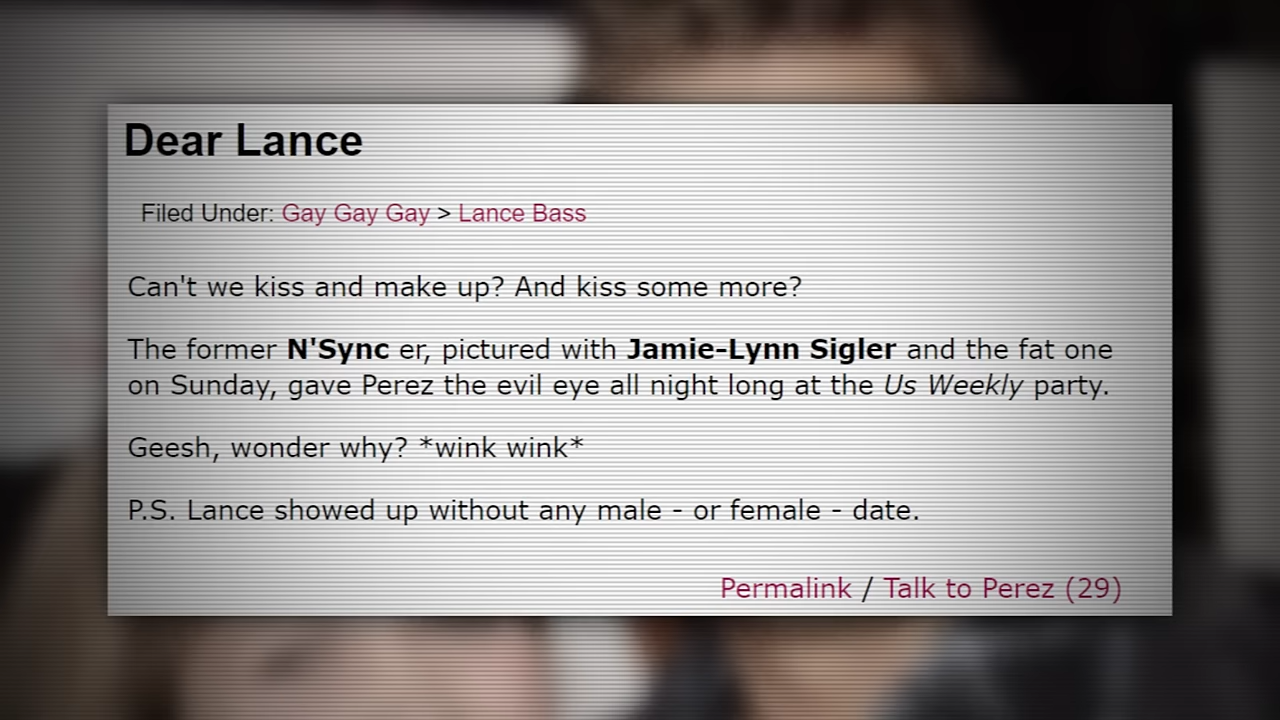 Dear Lance
Filed Under: Gay Gay Gay > Lance Bass
Can't we kiss and make up? And kiss some more?
The former N'Sync er, pictured with Jamie-Lynn Sigler and the fat one
on Sunday, gave Perez the evil eye all night long at the Us Weekly party.
Geesh, wonder why? *wink wink*
P.S. Lance showed up without any male - or female - date.
Permalink / Talk to Perez (29)